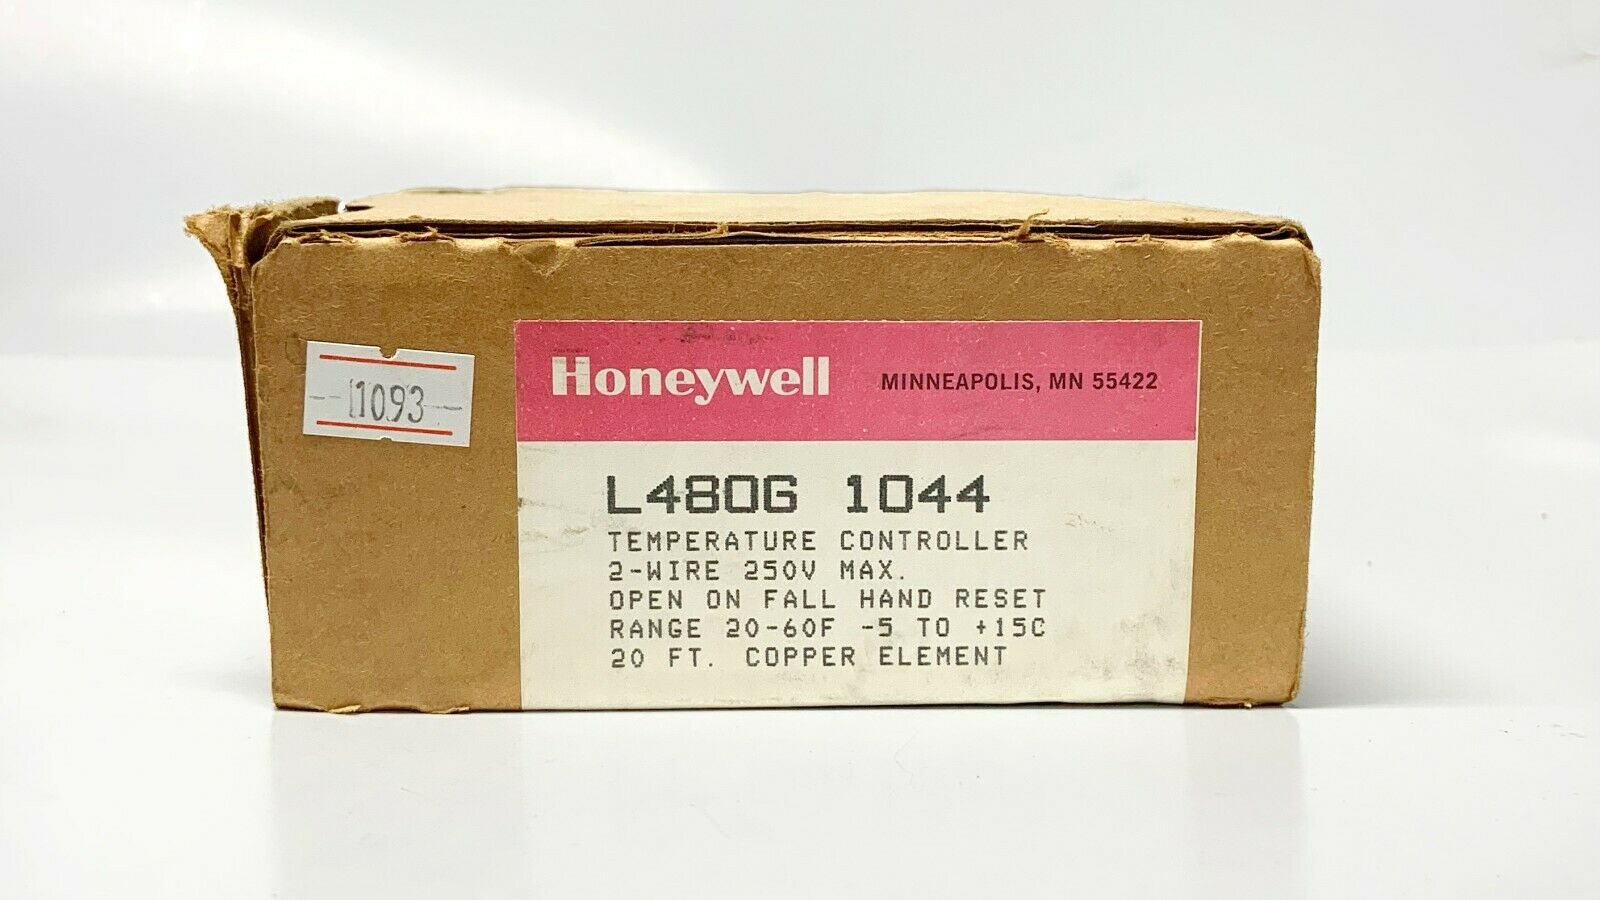 Honeywell MINNEAPOLIS, MN 55422
1093
L480G 1044
TEMPERATURE CONTROLLER
2-WIRE 250V MAX.
OPEN ON FALL HAND RESET
RANGE 20-60F -5 TO +15C
20 FT. COPPER ELEMENT